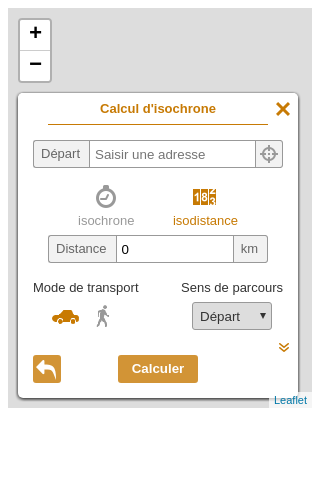 +
−
Calcul d'isochrone ×
Départ Saisir une adresse
isochrone isodistance
Distance 0 km
Mode de transport Sens de parcours
Départ
Calculer
Leaflet